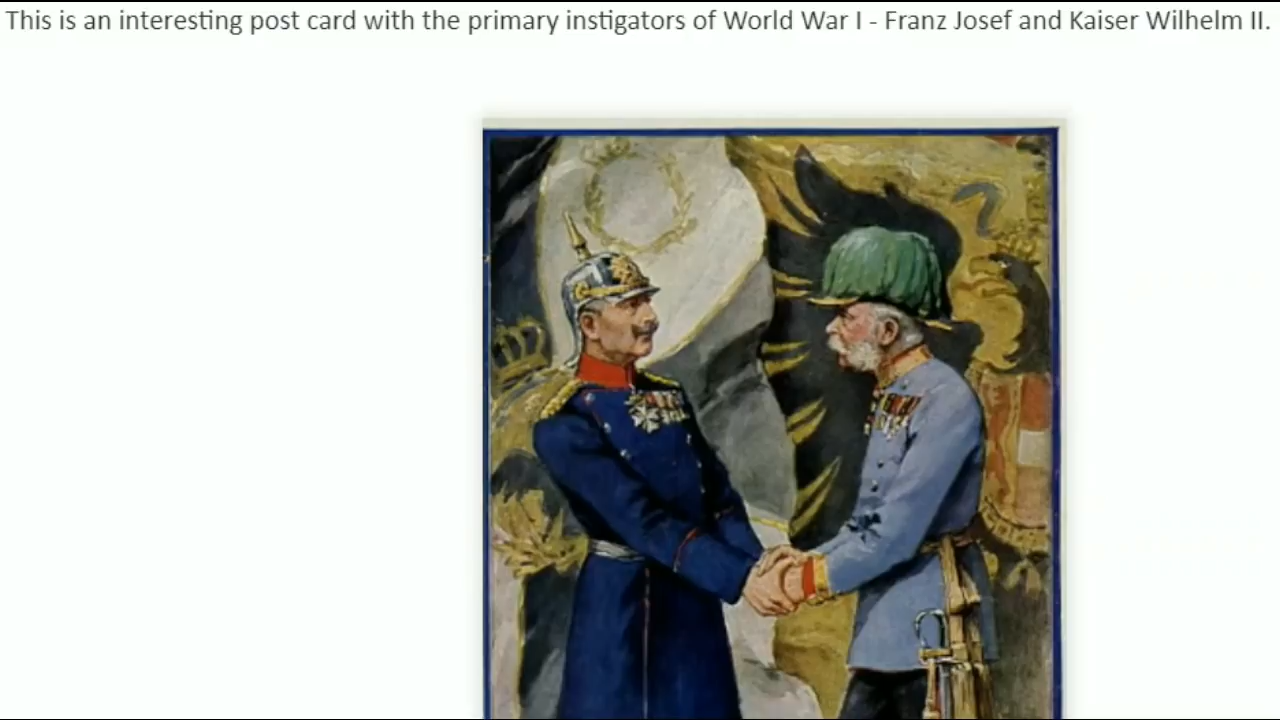 This is an interesting post card with the primary instigators of World War I - Franz Josef and Kaiser Wilhelm II.